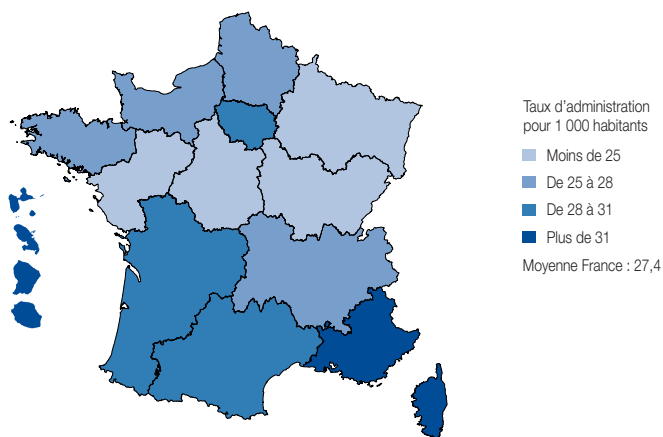 Taux d’administration
pour 1 000 habitants
Moins de 25
De 25 à 28
De 28 à 31
Plus de 31
Moyenne France : 27,4